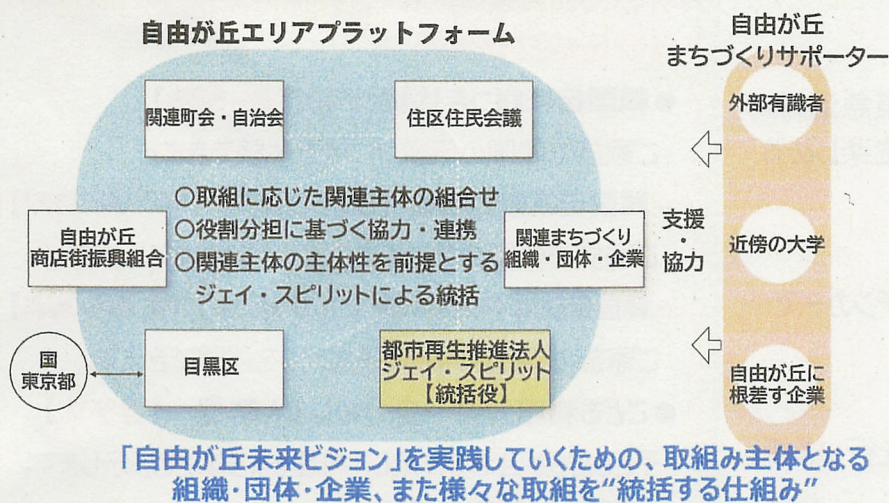 自由が丘エリアプラットフォーム
自由が丘
まちづくりサポーター
関連町会・自治会
住区住民会議
外部有識者
○取組に応じた関連主体の組合せ
○役割分担に基づく協力・連携
○関連主体の主体性を前提とする
ジェイ・スピリットによる統括
自由が丘
商店街振興組合
関連まちづくり
組織・団体・企業
支援
・
協力
近傍の大学
国
東京都
目黒区
都市再生推進法人
ジェイ・スピリット
【統括役】
自由が丘に
根差す企業
「自由が丘未来ビジョン」を実践していくための、取組み主体となる
組織・団体・企業、また様々な取組を“統括する仕組み”